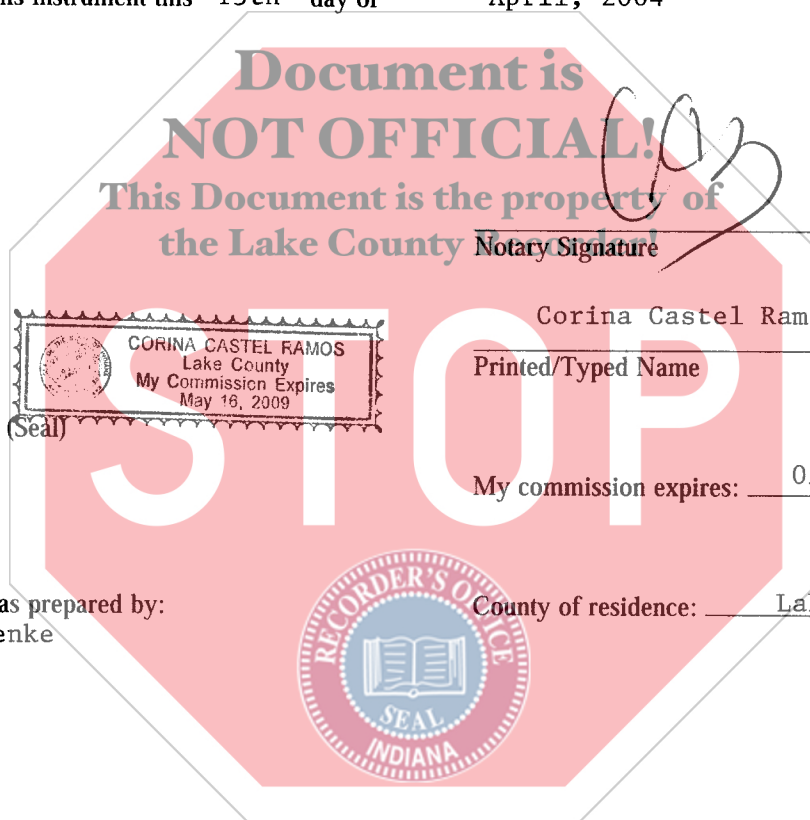 this instrument this 15th day of April, 2004
Document is
NOT OFFICIAL!
This Document is the property of
the Lake County Recorder!
Notary Signature
Corina Castel Ram
CORINA CASTEL RAMOS
Lake County
My Commission Expires
May 16, 2009
Printed/Typed Name
(Seal)
STOP
My commission expires: 0
as prepared by:
enke
County of residence: La
RECORDER'S OFFICE
SEAL
INDIANA